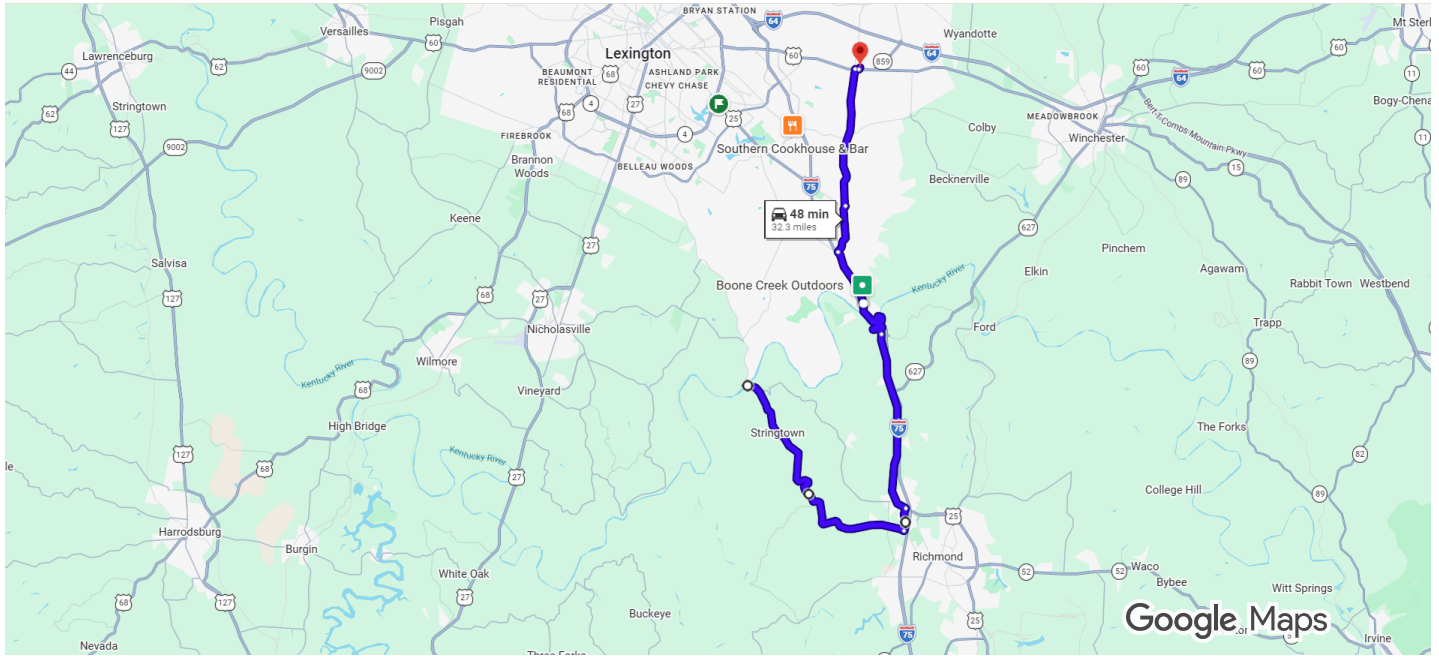 BRYAN STATION
Pisgah
64
Versailles
60
Lexington
60
859
64
Wyandotte
Mt Sterl
60
Lawrenceburg
62
9002
BEAUMONT
RESIDENTIAL
68
ASHLAND PARK
CHEVY CHASE
44
60
64
60
11
Stringtown
62
127
4
27
25
68
4
FIREBROOK
9002
Southern Cookhouse & Bar
Colby
MEADOWBROOK
Winchester
Bert T Combs Mountain Pkwy
Bogy-Chena
11
Brannon
Woods
BELLEAU WOODS
75
15
89
Becknerville
48 min
32.3 miles
Keene
627
27
Pinchem
Salvisa
Elkin
Agawam
Kentucky River
Boone Creek Outdoors
Rabbit Town
Westbend
68
27
127
Nicholasville
Ford
Trapp
Wilmore
89
Kentucky River
68
627
Vineyard
High Bridge
Stringtown
75
The Forks
127
Kentucky River
82
68
27
College Hill
89
25
Harrodsburg
Burgin
Richmond
White Oak
52
52
Waco
Bybee
Witt Springs
27
68
127
Buckeye
25
Google Maps
75
Nevada
Irvine